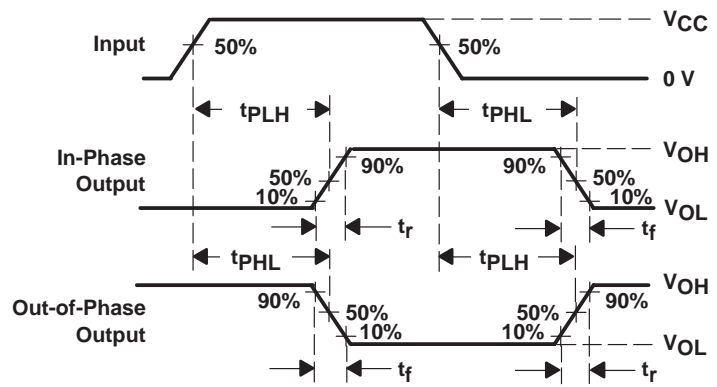 Input
50%
50%
VCC
0 V
tPLH
tPHL
In-Phase
Output
50%
10%
90%
90%
50%
10%
VOH
VOL
tr
tf
tPHL
tPLH
Out-of-Phase
Output
90%
50%
10%
50%
10%
90%
VOH
VOL
tf
tr